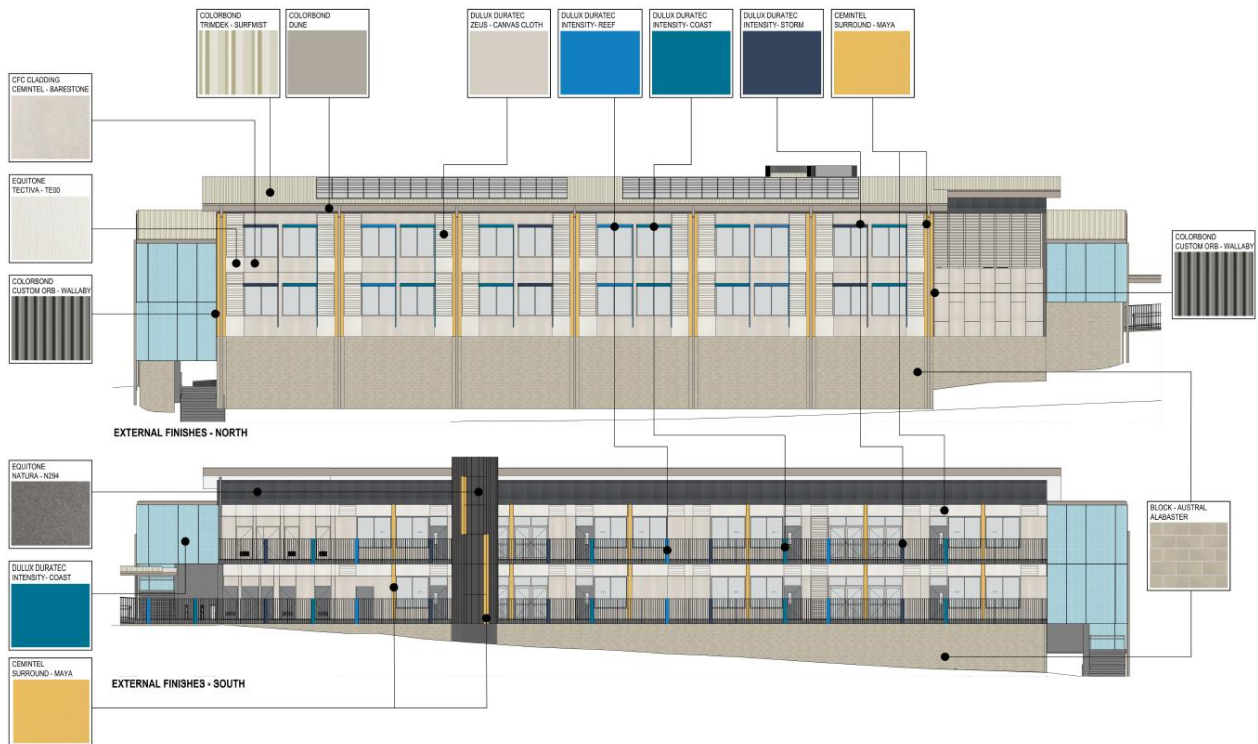 COLORBOND
TRIMDEK - SURFMIST
COLORBOND
DUNE
DULUX DURATEC
ZEUS - CANVAS CLOTH
DULUX DURATEC
INTENSITY- REEF
DULUX DURATEC
INTENSITY- COAST
DULUX DURATEC
INTENSITY- STORM
CEMINTEL
SURROUND - MAYA
CFC CLADDING
CEMINTEL - BARESTONE
EQUITONE
TECTIVA - TE00
COLORBOND
CUSTOM ORB - WALLABY
COLORBOND
CUSTOM ORB - WALLABY
EXTERNAL FINISHES - NORTH
EQUITONE
NATURA - N294
BLOCK - AUSTRAL
ALABASTER
DULUX DURATEC
INTENSITY- COAST
CEMINTEL
SURROUND - MAYA
EXTERNAL FINISHES - SOUTH